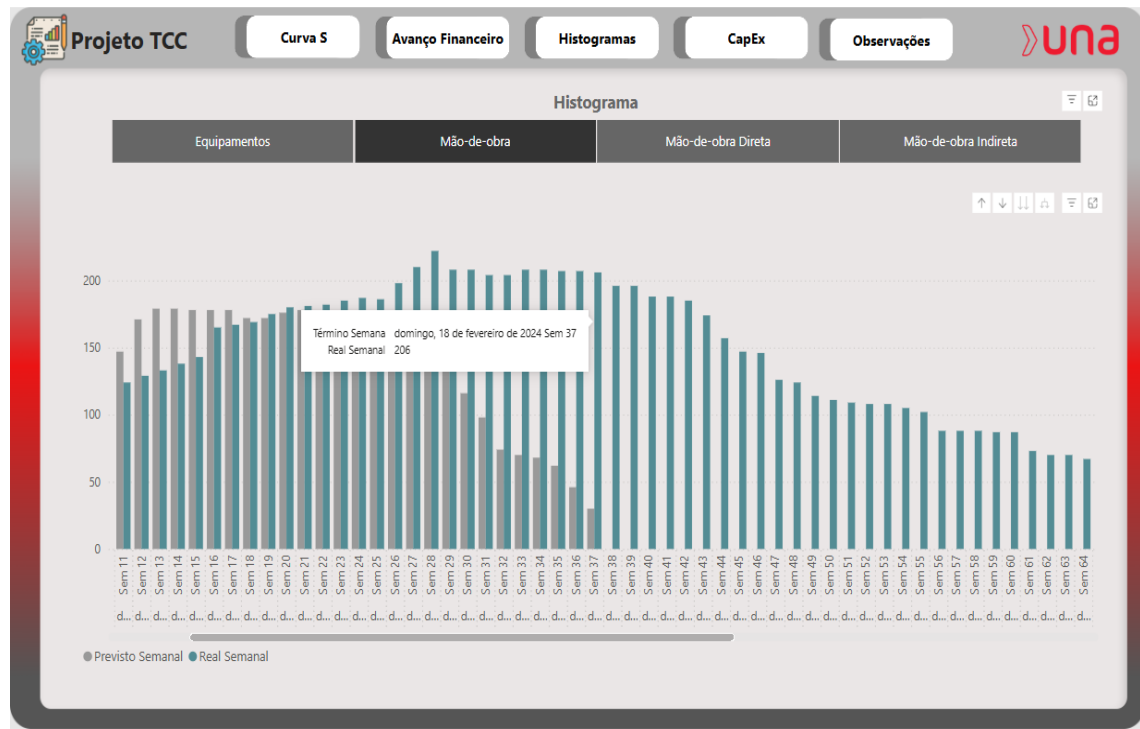 Projeto TCC
Curva S
Avanço Financeiro
Histogramas
CapEx
Observações
una
Histograma
Equipamentos
Mão-de-obra
Mão-de-obra Direta
Mão-de-obra Indireta
200
150
100
50
0
Término Semana domingo, 18 de fevereiro de 2024 Sem 37
Real Semanal 206
Sem 11
Sem 12
Sem 13
Sem 14
Sem 15
Sem 16
Sem 17
Sem 18
Sem 19
Sem 20
Sem 21
Sem 22
Sem 23
Sem 24
Sem 25
Sem 26
Sem 27
Sem 28
Sem 29
Sem 30
Sem 31
Sem 32
Sem 33
Sem 34
Sem 35
Sem 36
Sem 37
Sem 38
Sem 39
Sem 40
Sem 41
Sem 42
Sem 43
Sem 44
Sem 45
Sem 46
Sem 47
Sem 48
Sem 49
Sem 50
Sem 51
Sem 52
Sem 53
Sem 54
Sem 55
Sem 56
Sem 57
Sem 58
Sem 59
Sem 60
Sem 61
Sem 62
Sem 63
Sem 64
d... d... d... d... d... d... d... d... d... d... d... d... d... d... d... d... d... d... d... d... d... d... d... d... d... d... d... d... d... d... d... d... d... d... d... d... d... d... d... d... d... d... d... d... d... d... d... d... d... d... d... d... d... d...
Previsto Semanal Real Semanal